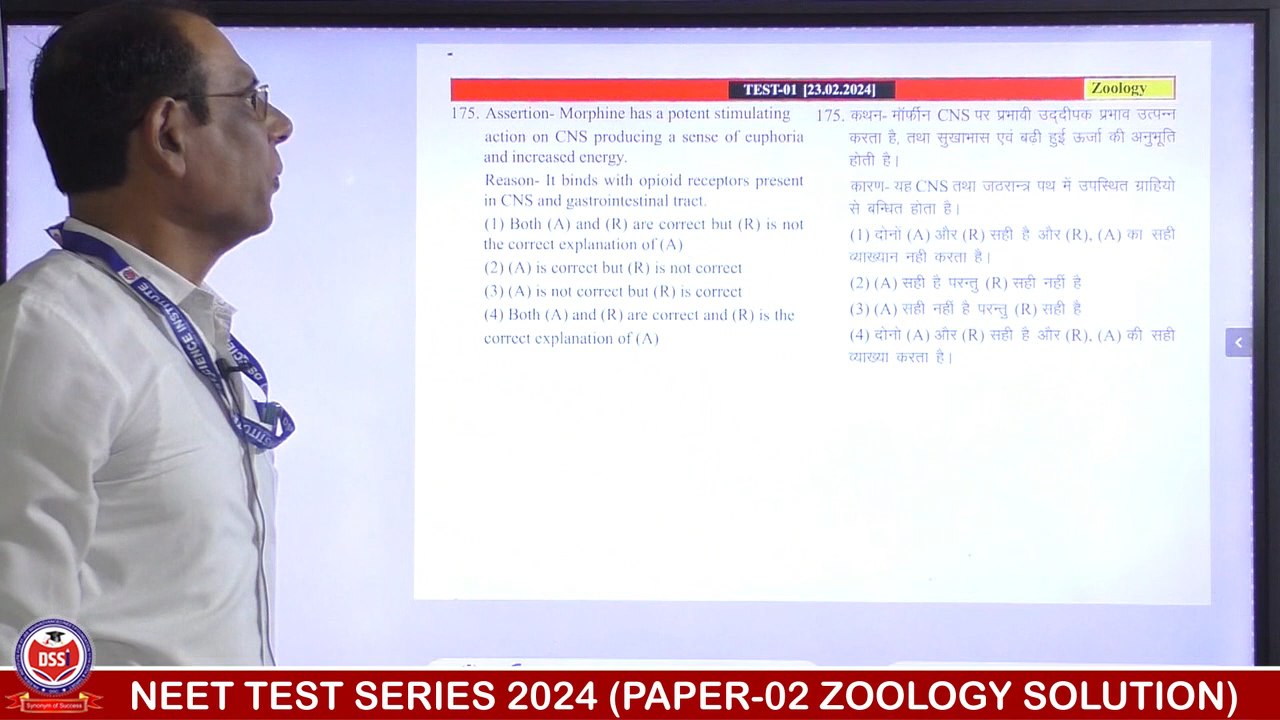 TEST-01 [23.02.2024]
Zoology
175. Assertion- Morphine has a potent stimulating
action on CNS producing a sense of euphoria
and increased energy.
Reason- It binds with opioid receptors present
in CNS and gastrointestinal tract.
(1) Both (A) and (R) are correct but (R) is not
the correct explanation of (A)
(2) (A) is correct but (R) is not correct
(3) (A) is not correct but (R) is correct
(4) Both (A) and (R) are correct and (R) is the
correct explanation of (A)
175. कथन- मॉर्फीन CNS पर प्रभावी उद्दीपक प्रभाव उत्पन्न
करता है, तथा सुखाभास एवं बढ़ी हुई ऊर्जा की अनुभूति
होती है।
कारण- यह CNS तथा जठरान्त्र पथ में उपस्थित ग्राहियो
से बन्धित होता है।
(1) दोनों (A) और (R) सही है और (R), (A) का सही
व्याख्यान नही करता है।
(2) (A) सही है परन्तु (R) सही नहीं है
(3) (A) सही नहीं है परन्तु (R) सही है
(4) दोनो (A) और (R) सही है और (R), (A) की सही
व्याख्या करता है।
SCIENCE INSTITUTE
DSSI
Synonym of Success
NEET TEST SERIES 2024 (PAPER-02 ZOOLOGY SOLUTION)